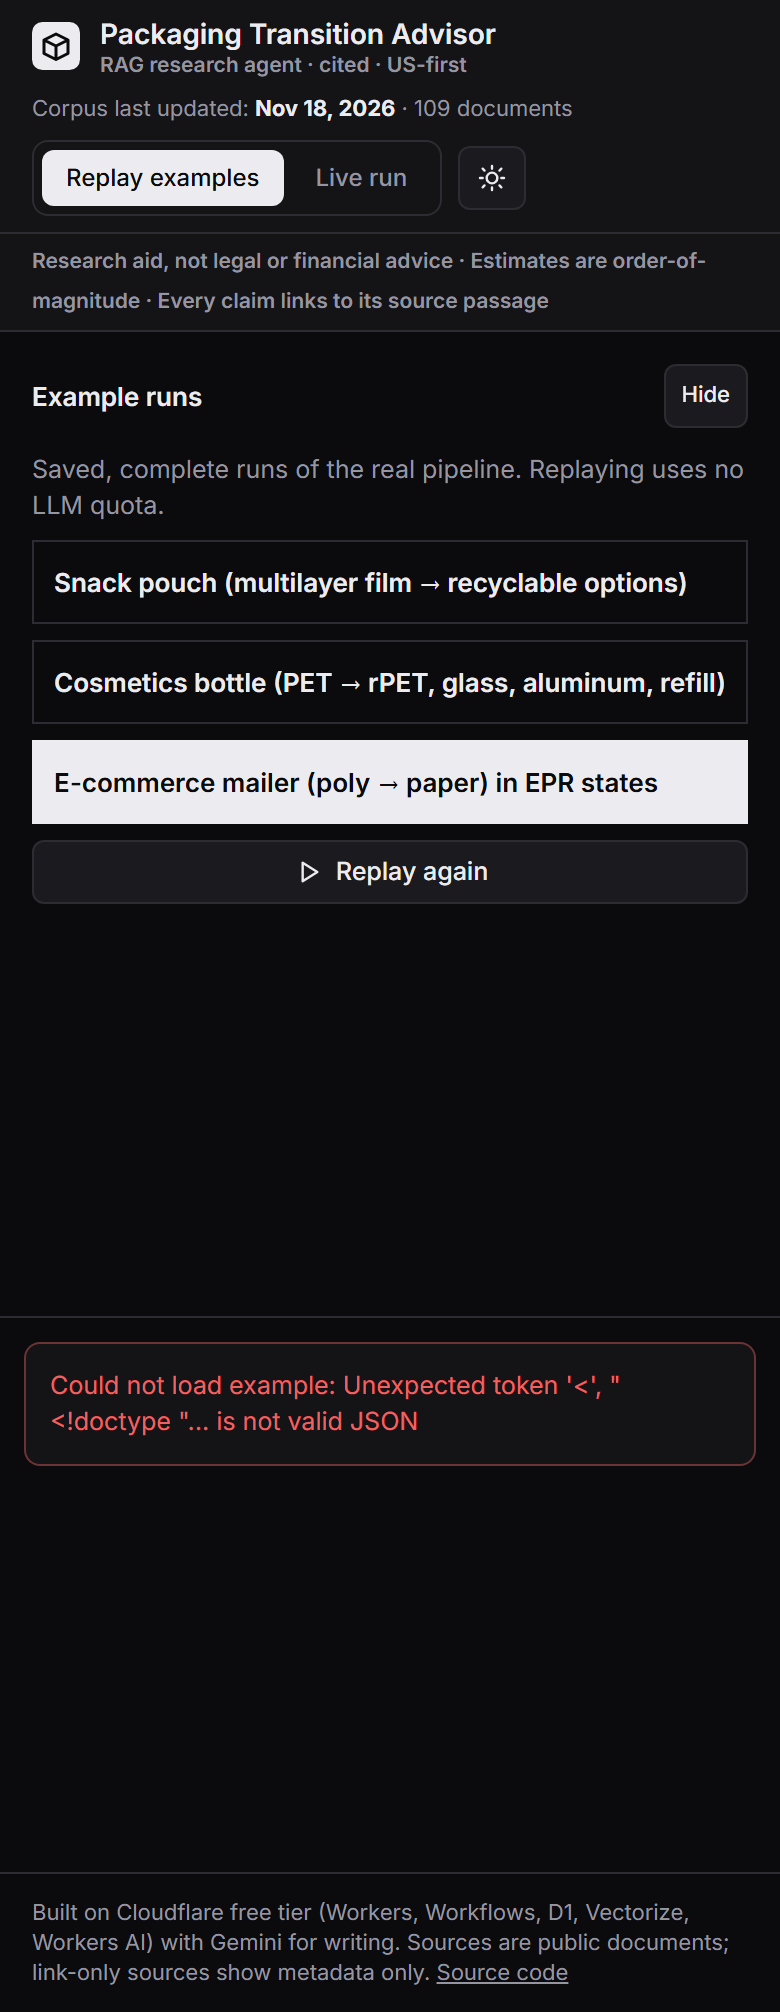 Packaging Transition Advisor
RAG research agent · cited · US-first
Corpus last updated: Nov 18, 2026 · 109 documents
Replay examples
Live run
Research aid, not legal or financial advice · Estimates are order-of-
magnitude · Every claim links to its source passage
Example runs
Hide
Saved, complete runs of the real pipeline. Replaying uses no
LLM quota.
Snack pouch (multilayer film → recyclable options)
Cosmetics bottle (PET → rPET, glass, aluminum, refill)
E-commerce mailer (poly → paper) in EPR states
Replay again
Could not load example: Unexpected token '<', "
<!doctype "... is not valid JSON
Built on Cloudflare free tier (Workers, Workflows, D1, Vectorize,
Workers AI) with Gemini for writing. Sources are public documents;
link-only sources show metadata only. Source code